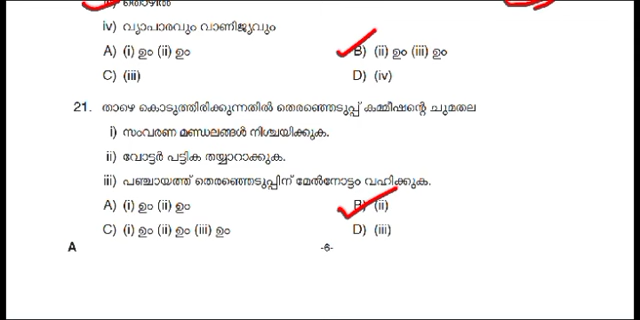 iii) തൊഴിൽ
iv) വ്യാപാരവും വാണിജ്യവും
A) (i) ഉം (ii) ഉം B) (ii) ഉം (iii) ഉം
C) (iii) D) (iv)
21. താഴെ കൊടുത്തിരിക്കുന്നതിൽ തെരഞ്ഞെടുപ്പ് കമ്മീഷന്റെ ചുമതല
i) സംവരണ മണ്ഡലങ്ങൾ നിശ്ചയിക്കുക.
ii) വോട്ടർ പട്ടിക തയ്യാറാക്കുക.
iii) പഞ്ചായത്ത് തെരഞ്ഞെടുപ്പിന് മേൽനോട്ടം വഹിക്കുക.
A) (i) ഉം (ii) ഉം B) (ii)
C) (i) ഉം (ii) ഉം (iii) ഉം D) (iii)
A -6-